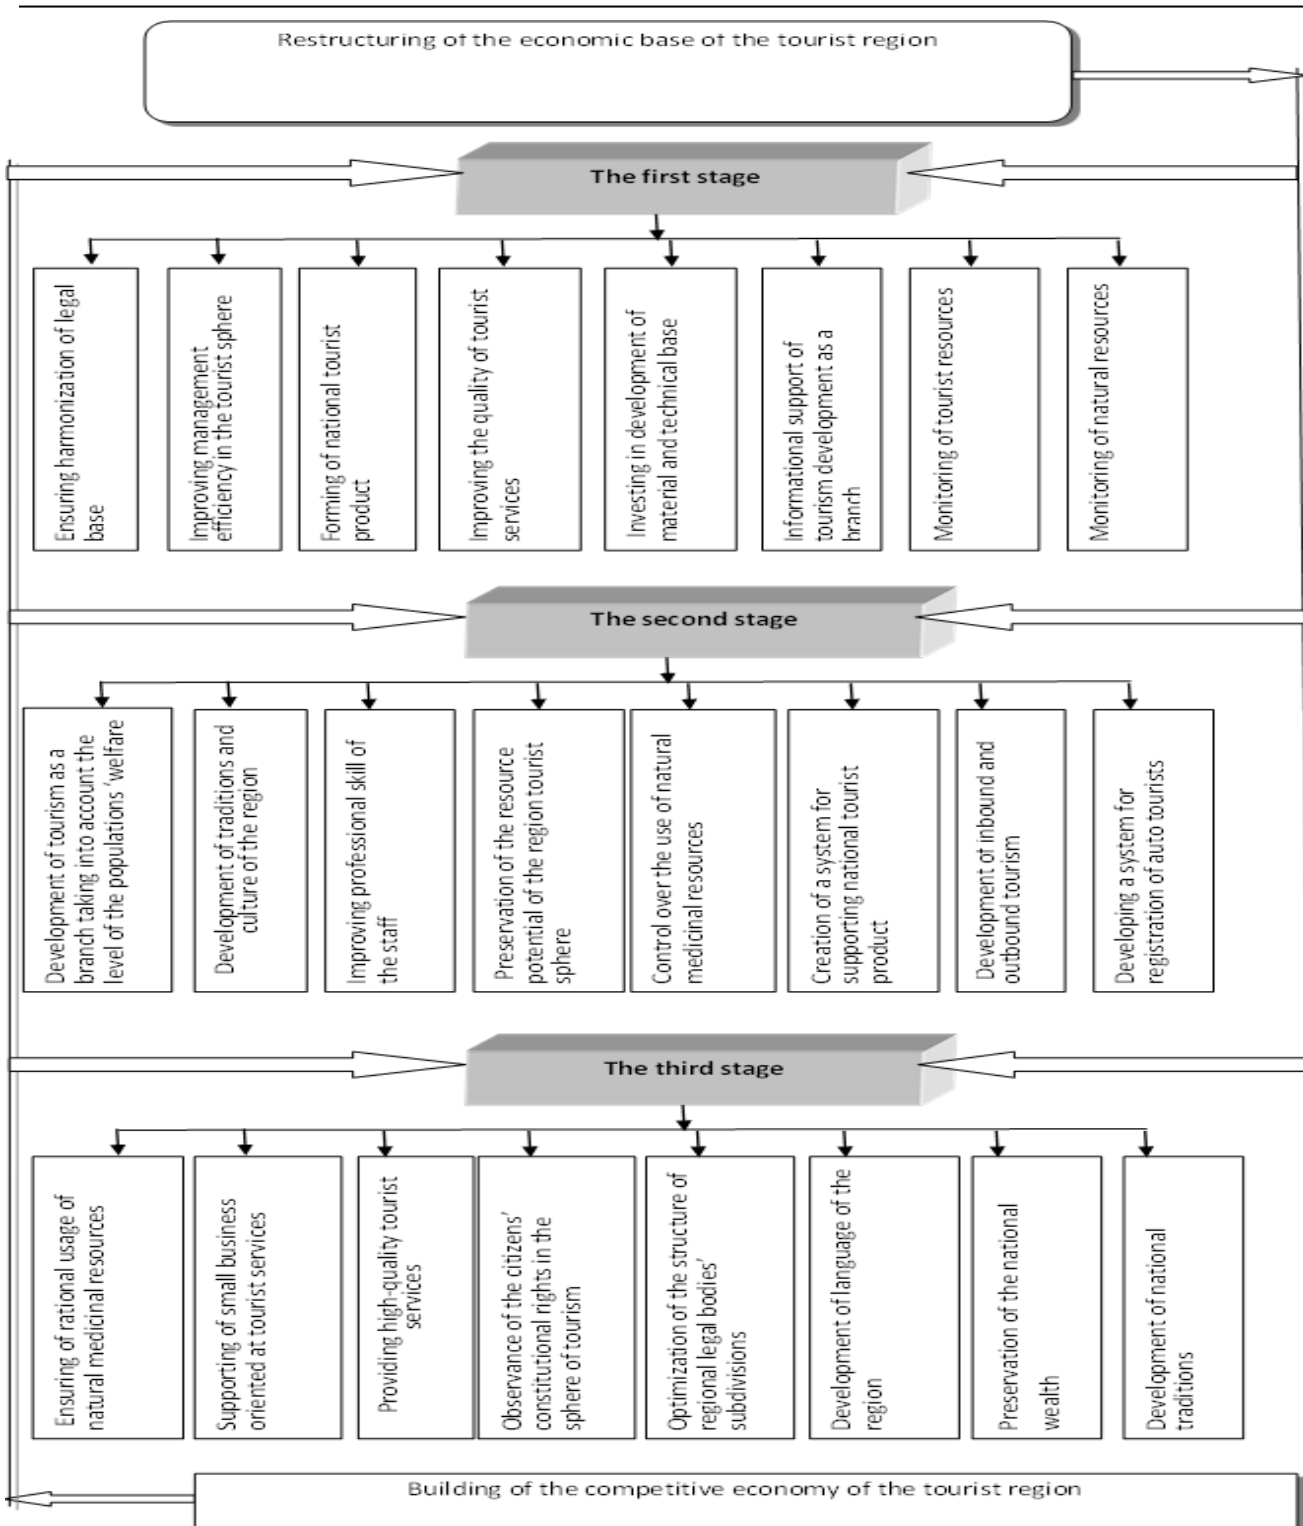 Restructuring of the economic base of the tourist region
The first stage
Ensuring harmonization of legal
base
Improving management
efficiency in the tourist sphere
Forming of national tourist
product
Improving the quality of tourist
services
Investing in development of
material and technical base
Informational support of
tourism development as a
branch
Monitoring of tourist resources
Monitoring of natural resources
The second stage
Development of tourism as a
branch taking into account the
level of the populations ‘welfare
Development of traditions and
culture of the region
Improving professional skill of
the staff
Preservation of the resource
potential of the region tourist
sphere
Control over the use of natural
medicinal resources
Creation of a system for
supporting national tourist
product
Development of inbound and
outbound tourism
Developing a system for
registration of auto tourists
The third stage
Ensuring of rational usage of
natural medicinal resources
Supporting of small business
oriented at tourist services
Providing high-quality tourist
services
Observance of the citizens’
constitutional rights in the
sphere of tourism
Optimization of the structure of
regional legal bodies’
subdivisions
Development of language of the
region
Preservation of the national
wealth
Development of national
traditions
Building of the competitive economy of the tourist region